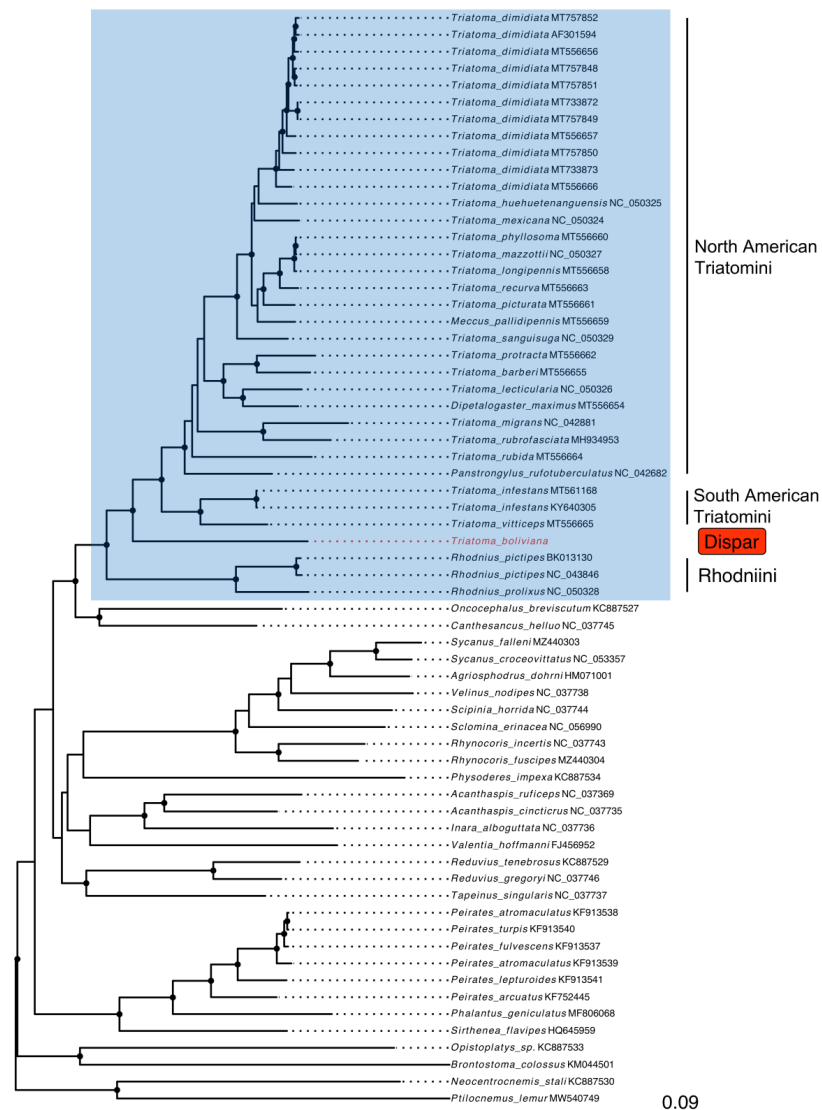 Triatoma_dimidiata MT757852
Triatoma_dimidiata AF301594
Triatoma_dimidiata MT556656
Triatoma_dimidiata MT757848
Triatoma_dimidiata MT757851
Triatoma_dimidiata MT733872
Triatoma_dimidiata MT757849
Triatoma_dimidiata MT556657
Triatoma_dimidiata MT757850
Triatoma_dimidiata MT733873
Triatoma_dimidiata MT556666
Triatoma_huehuetenanguensis NC_050325
Triatoma_mexicana NC_050324
Triatoma_phyllosoma MT556660
Triatoma_mazzottii NC_050327
Triatoma_longipennis MT556658
Triatoma_recurva MT556663
Triatoma_picturata MT556661
Meccus_pallidipennis MT556659
Triatoma_sanguisuga NC_050329
Triatoma_protracta MT556662
Triatoma_barberi MT556655
Triatoma_lecticularia NC_050326
Dipetalogaster_maximus MT556654
Triatoma_migrans NC_042881
Triatoma_rubrofasciata MH934953
Triatoma_rubida MT556664
Panstrongylus_rufotuberculatus NC_042682
North American
Triatomini
Triatoma_infestans MT561168
Triatoma_infestans KY640305
Triatoma_vitticeps MT556665
South American
Triatomini
Triatoma_boliviana
Dispar
Rhodnius_pictipes BK013130
Rhodnius_pictipes NC_043846
Rhodnius_prolixus NC_050328
Rhodniini
Oncocephalus_breviscutum KC887527
Canthesancus_helluo NC_037745
Sycanus_falleni MZ440303
Sycanus_croceovittatus NC_053357
Agriosphodrus_dohrni HM071001
Velinus_nodipes NC_037738
Scipinia_horrida NC_037744
Sclomina_erinacea NC_056990
Rhynocoris_incertis NC_037743
Rhynocoris_fuscipes MZ440304
Physoderes_impexa KC887534
Acanthaspis_ruficeps NC_037369
Acanthaspis_cincticrus NC_037735
Inara_alboguttata NC_037736
Valentia_hoffmanni FJ456952
Reduvius_tenebrosus KC887529
Reduvius_gregoryi NC_037746
Tapeinus_singularis NC_037737
Peirates_atromaculatus KF913538
Peirates_turpis KF913540
Peirates_fulvescens KF913537
Peirates_atromaculatus KF913539
Peirates_lepturoides KF913541
Peirates_arcuatus KF752445
Phalantus_geniculatus MF806068
Sirthenea_flavipes HQ645959
Opistoplatys_sp. KC887533
Brontostoma_colossus KM044501
Neocentrocnemis_stali KC887530
Ptilocnemus_lemur MW540749
0.09